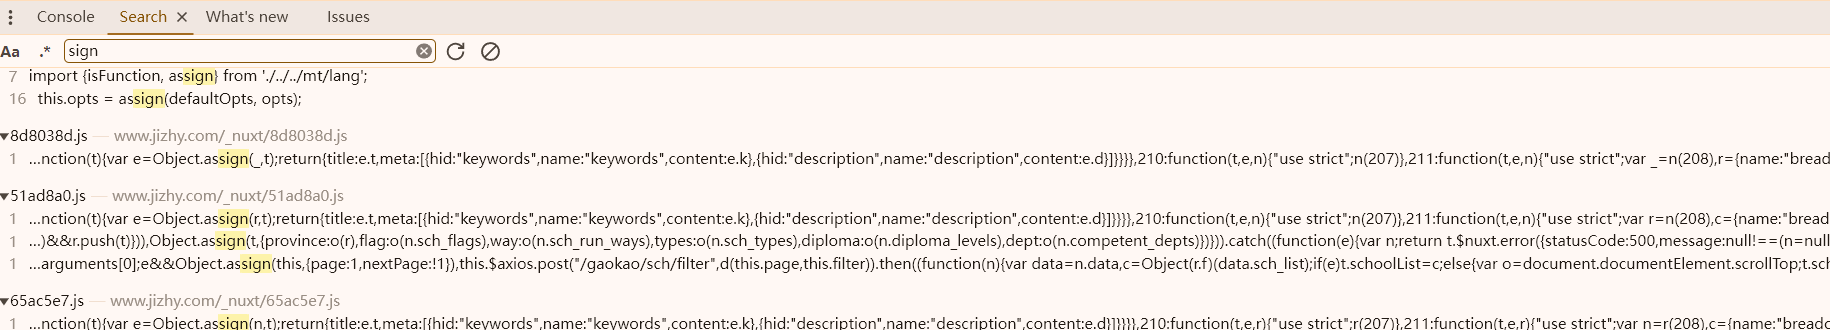 Console Search What's new Issues
Aa .* sign
7 import {isFunction, assign} from './../../mt/lang';
16 this.opts = assign(defaultOpts, opts);
8d8038d.js — www.jizhy.com/_nuxt/8d8038d.js
1 ...nction(t){var e=Object.assign(_,t);return{title:e.t,meta:[{hid:"keywords",name:"keywords",content:e.k},{hid:"description",name:"description",content:e.d}]}}}},210:function(t,e,n){"use strict";n(207)},211:function(t,e,n){"use strict";var _=n(208),r={name:"bread
51ad8a0.js — www.jizhy.com/_nuxt/51ad8a0.js
1 ...nction(t){var e=Object.assign(r,t);return{title:e.t,meta:[{hid:"keywords",name:"keywords",content:e.k},{hid:"description",name:"description",content:e.d}]}}}},210:function(t,e,n){"use strict";n(207)},211:function(t,e,n){"use strict";var r=n(208),c={name:"bread
1 ...)&&r.push(t)})),Object.assign(t,{province:o(r),flag:o(n.sch_flags),way:o(n.sch_run_ways),types:o(n.sch_types),diploma:o(n.diploma_levels),dept:o(n.competent_depts)})})).catch((function(e){var n;return t.$nuxt.error({statusCode:500,message:null!==(n=null
1 ...arguments[0];e&&Object.assign(this,{page:1,nextPage:!1}),this.$axios.post("/gaokao/sch/filter",d(this.page,this.filter)).then((function(n){var data=n.data,c=Object(r.f)(data.sch_list);if(e)t.schoolList=c;else{var o=document.documentElement.scrollTop;t.sch
65ac5e7.js — www.jizhy.com/_nuxt/65ac5e7.js
1 ...nction(t){var e=Object.assign(n,t);return{title:e.t,meta:[{hid:"keywords",name:"keywords",content:e.k},{hid:"description",name:"description",content:e.d}]}}}},210:function(t,e,r){"use strict";r(207)},211:function(t,e,r){"use strict";var n=r(208),c={name:"breadc